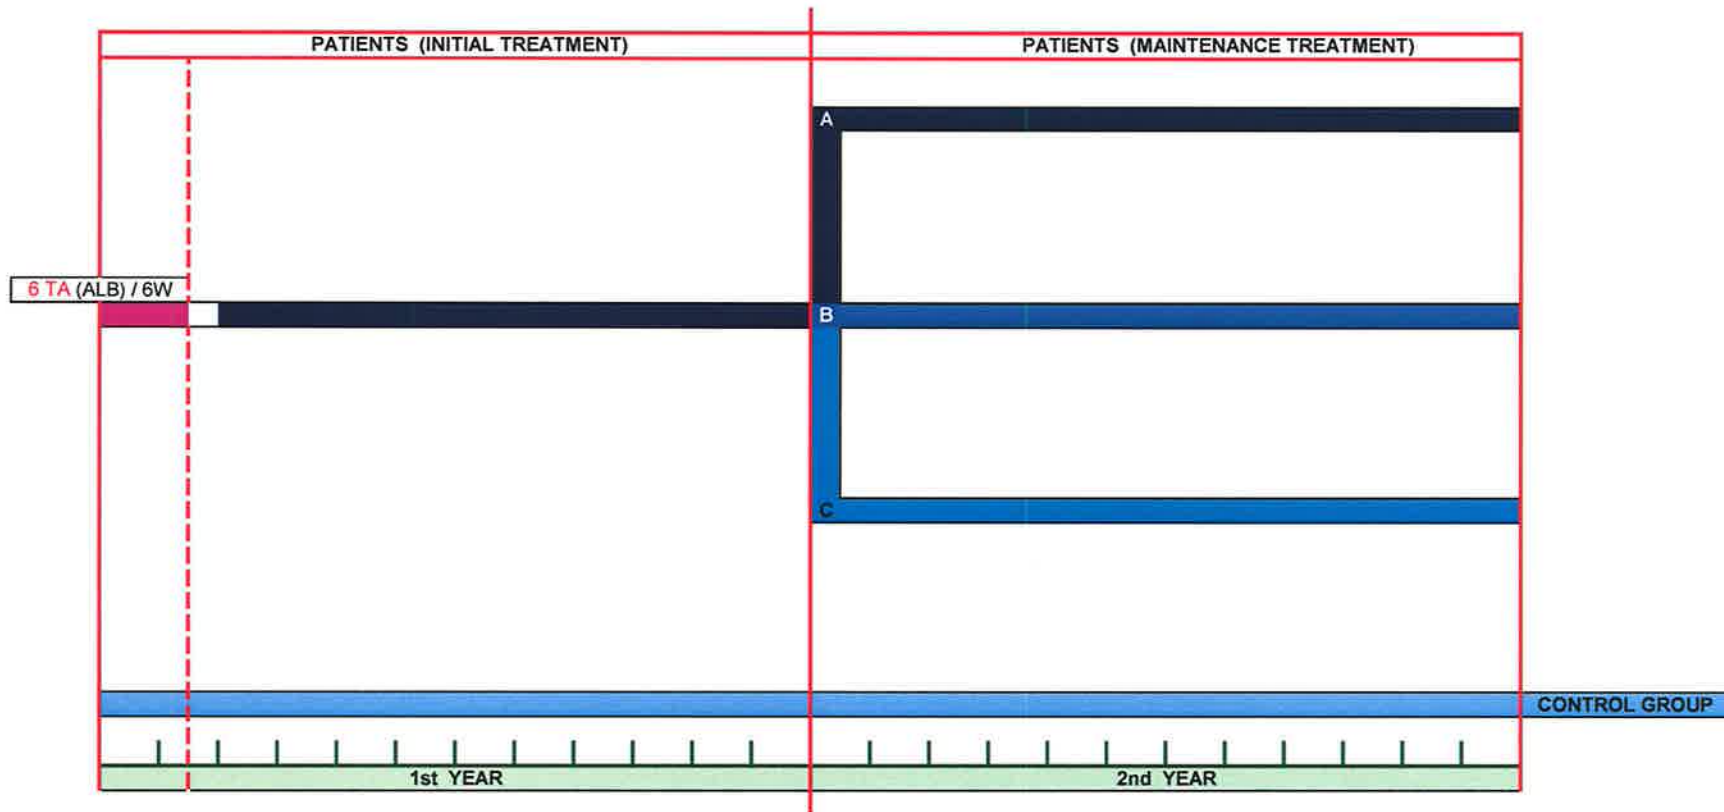 PATIENTS (INITIAL TREATMENT)
PATIENTS (MAINTENANCE TREATMENT)
A
6 TA (ALB) / 6W
B
C
CONTROL GROUP
1st YEAR
2nd YEAR